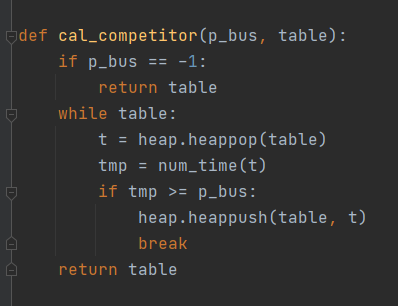 def cal_competitor(p_bus, table):
    if p_bus == -1:
        return table
    while table:
        t = heap.heappop(table)
        tmp = num_time(t)
        if tmp >= p_bus:
            heap.heappush(table, t)
            break
    return table